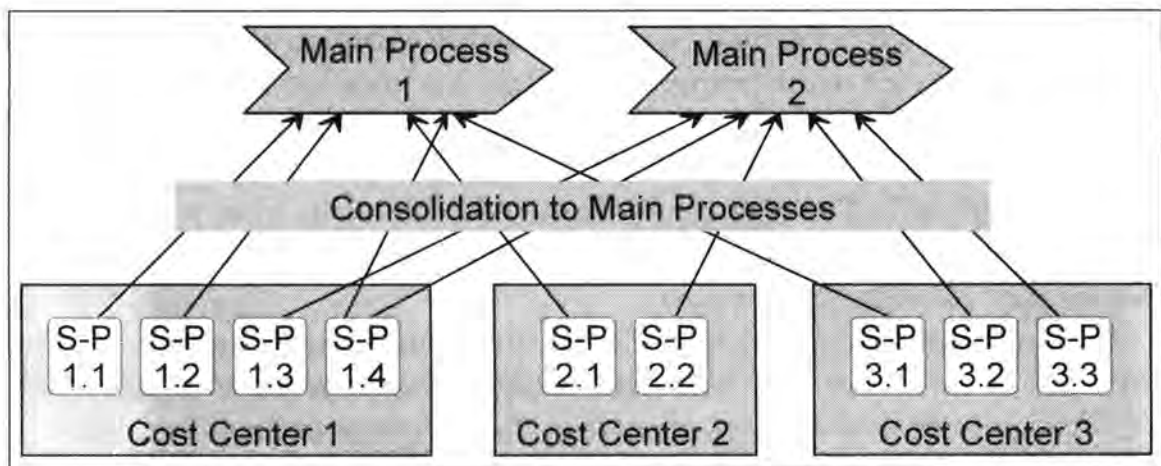 Main Process
1
Main Process
2
Consolidation to Main Processes
S-P
1.1
S-P
1.2
S-P
1.3
S-P
1.4
Cost Center 1
S-P
2.1
S-P
2.2
Cost Center 2
S-P
3.1
S-P
3.2
S-P
3.3
Cost Center 3